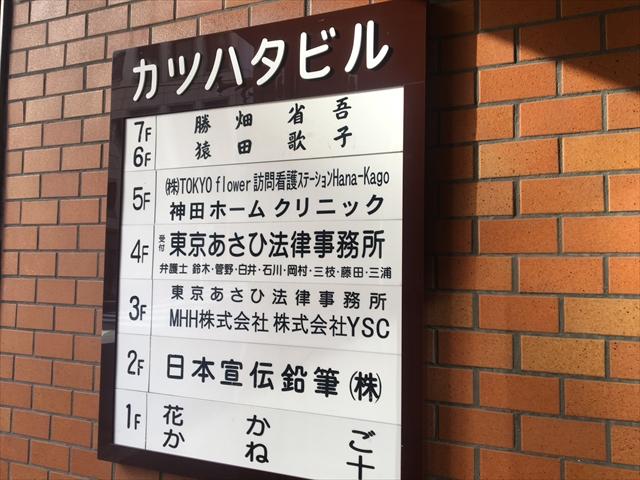 カツハタビル
7F 勝畑省吾
6F 猿田歌子
5F ㈱TOKYO flower 訪問看護ステーションHana-Kago
神田ホームクリニック
4F 受付 東京あさひ法律事務所
弁護士 鈴木・菅野・白井・石川・岡村・三枝・藤田・三浦
3F 東京あさひ法律事務所
MHH株式会社 株式会社YSC
2F 日本宣伝鉛筆㈱
1F 花かご
かね十